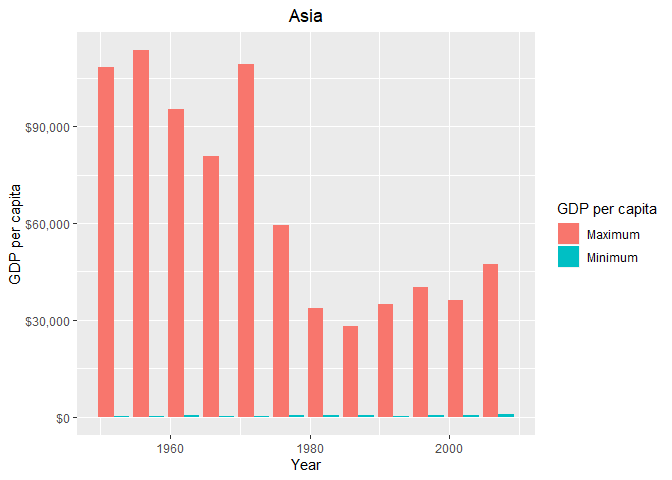 Asia
GDP per capita
$90,000
$60,000
$30,000
$0
1960
1980
2000
Year
GDP per capita
Maximum
Minimum